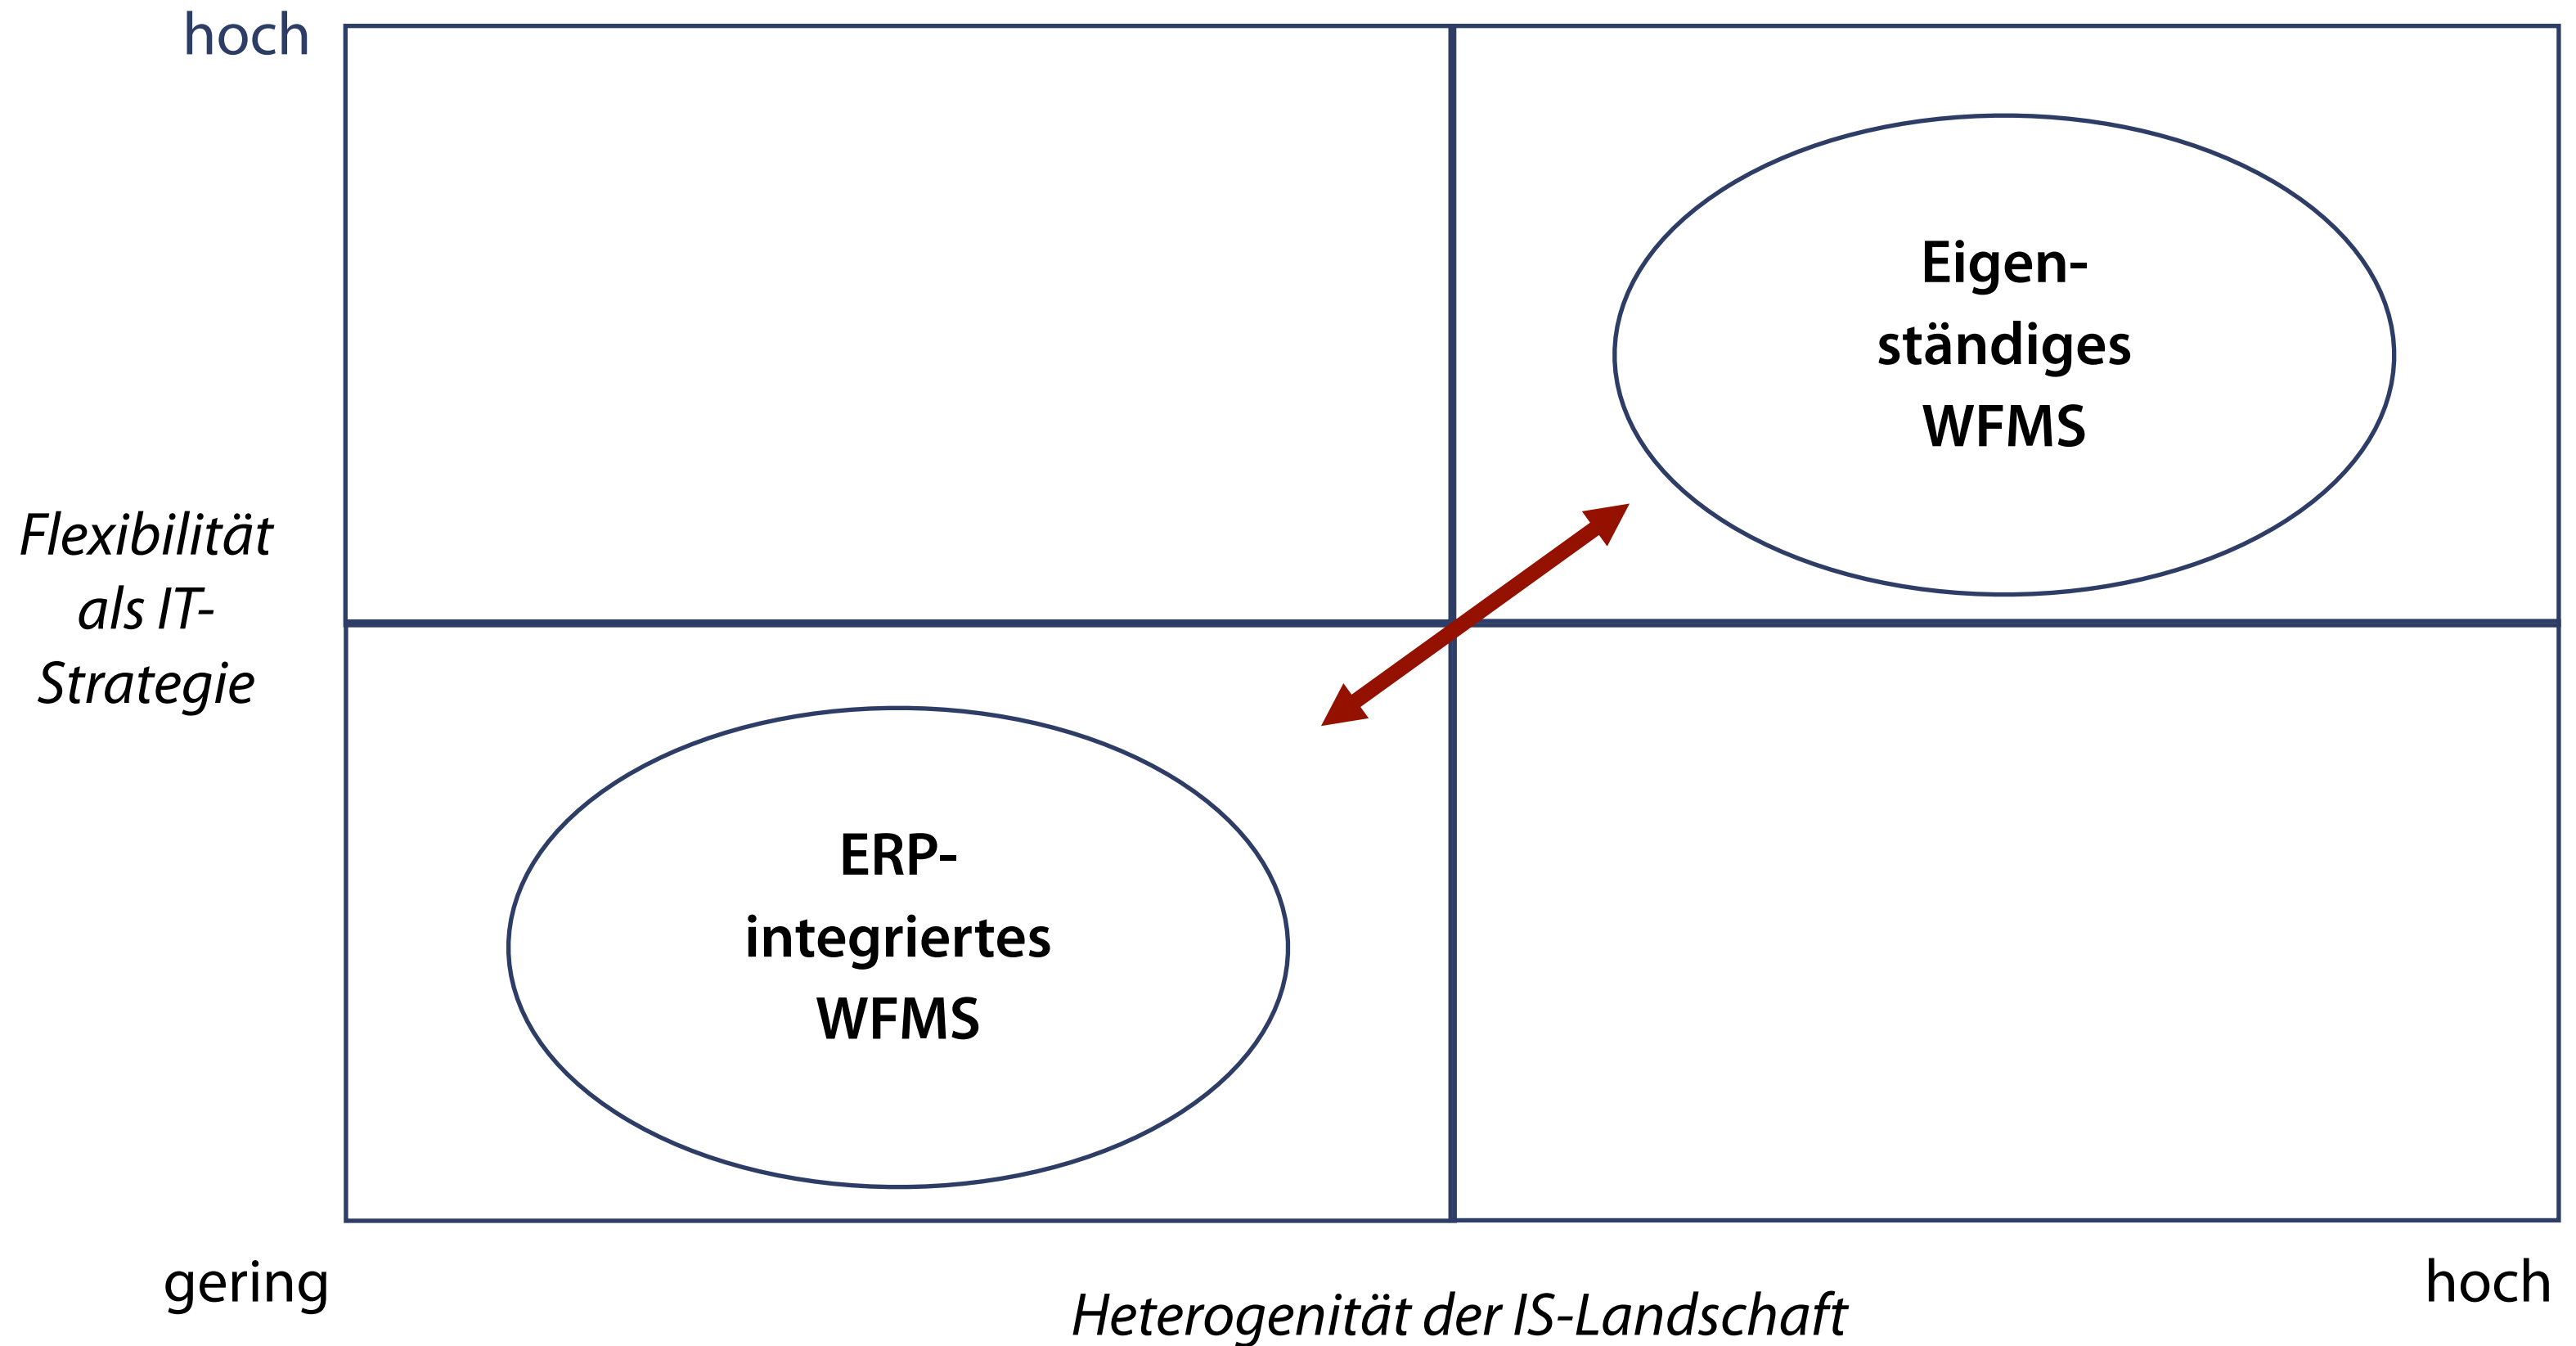 hoch
Eigen-
ständiges
WFMS
Flexibilität
als IT-
Strategie
ERP-
integriertes
WFMS
gering
hoch
Heterogenität der IS-Landschaft